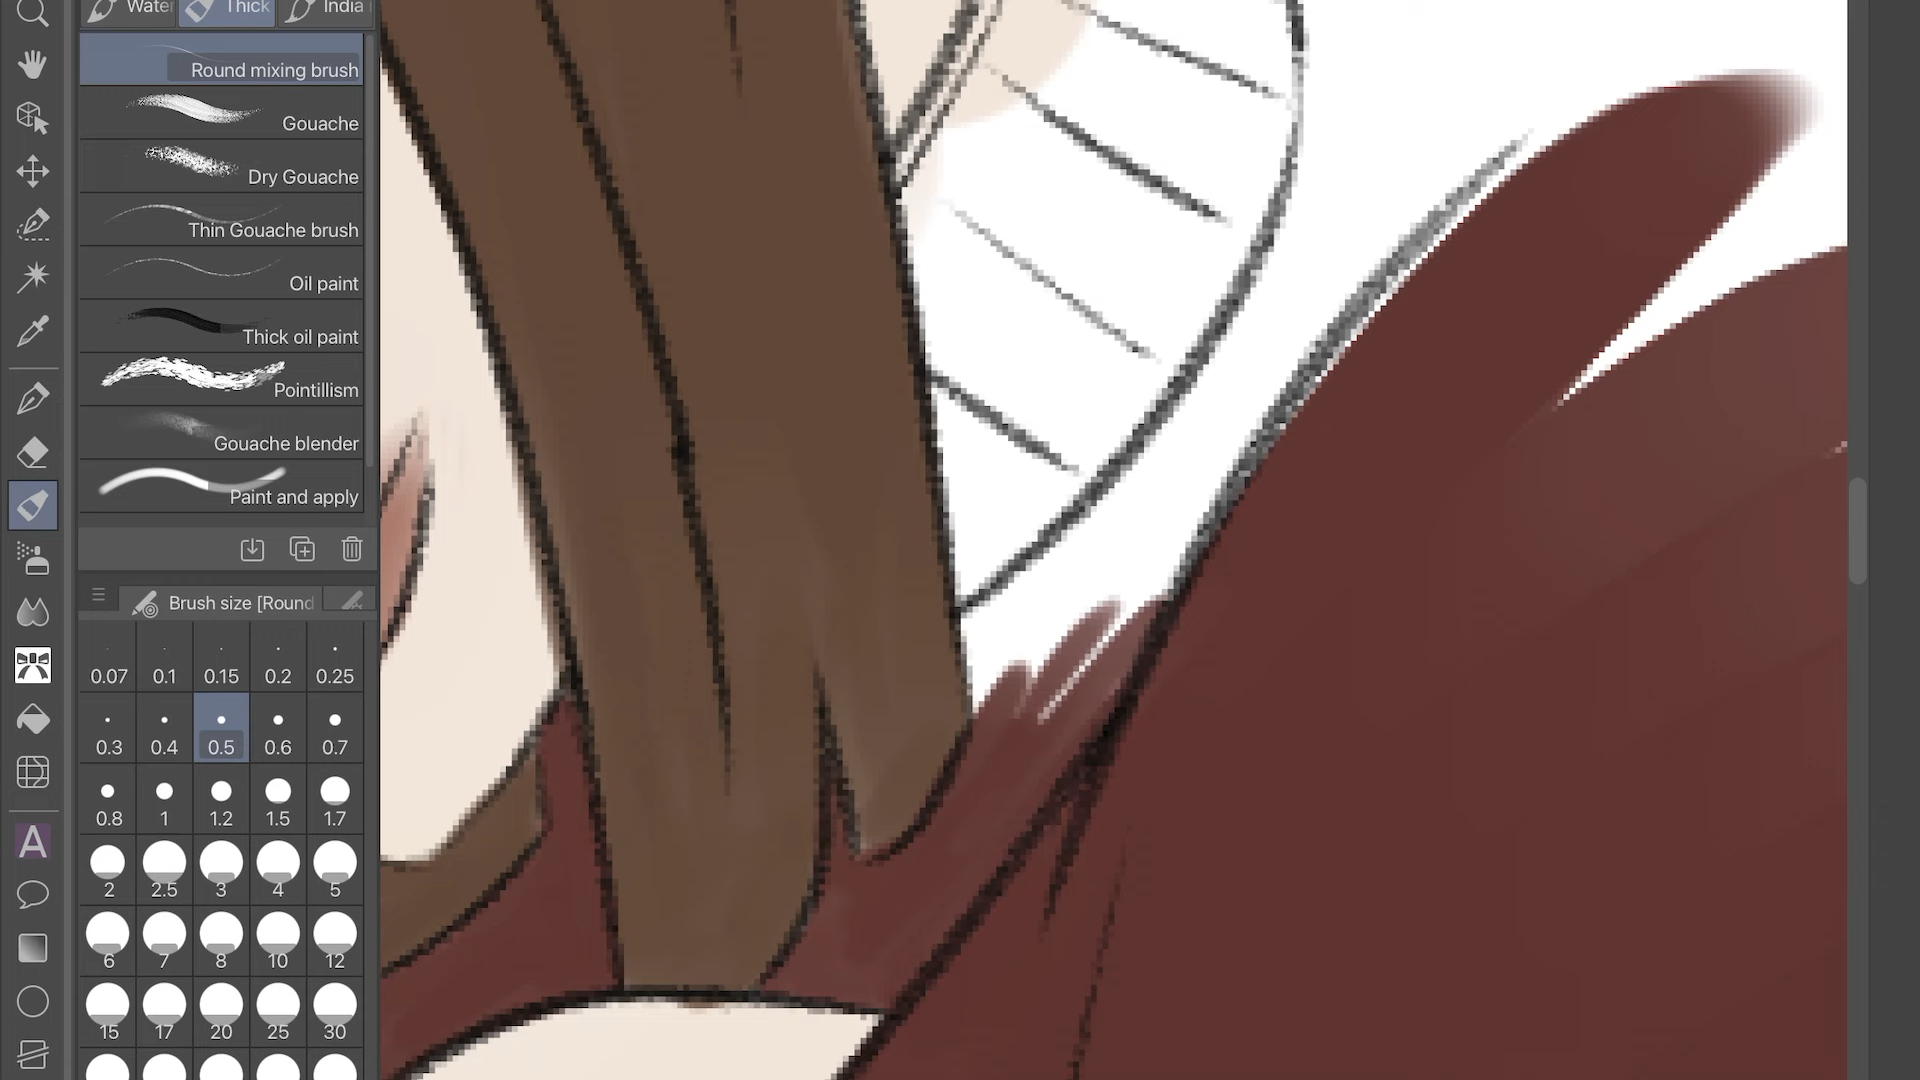 Water Thick India
Round mixing brush
Gouache
Dry Gouache
Thin Gouache brush
Oil paint
Thick oil paint
Pointillism
Gouache blender
Paint and apply
Brush size [Round
0.07 0.1 0.15 0.2 0.25
0.3 0.4 0.5 0.6 0.7
0.8 1 1.2 1.5 1.7
2 2.5 3 4 5
6 7 8 10 12
15 17 20 25 30
A